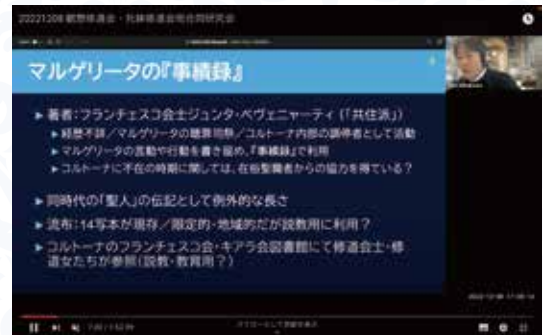 20221208 観想修道会・托鉢修道会総合同研究会
マルゲリータの『事績録』
▶著者：フランチェスコ会士ジュンタ・ベヴェニャーティ（「共住派」）
▶経歴不詳／マルゲリータの聴罪司祭／コルトーナ内部の調停者として活動
▶マルゲリータの言動や行動を書き留め、『事績録』で利用
▶コルトーナに不在の時期に関しては、在俗聖職者からの協力を得ている？
▶同時代の「聖人」の伝記として例外的な長さ
▶流布：14写本が現存／限定的・地域的だが説教用に利用？
▶コルトーナのフランチェスコ会・キアラ会図書館にて修道会士・修
道女たちが参照（説教・教育用？）